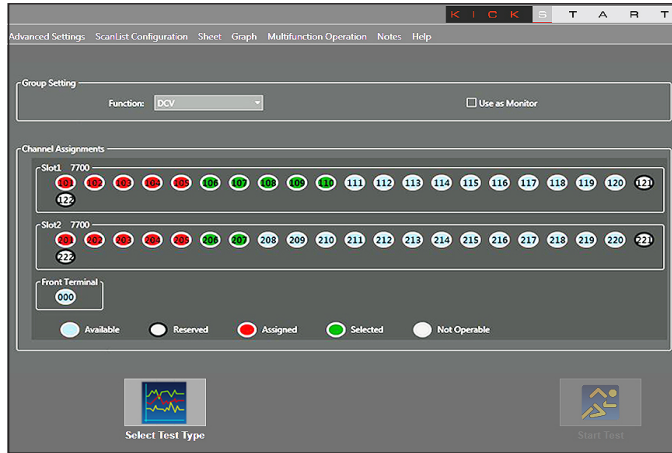 KICKSTART
Advanced Settings ScanList Configuration Sheet Graph Multifunction Operation Notes Help
Group Setting
Function: DCV Use as Monitor
Channel Assignments
Slot1 7700
101 102 103 104 105 106 107 108 109 110 111 112 113 114 115 116 117 118 119 120 121
122
Slot2 7700
201 202 203 204 205 206 207 208 209 210 211 212 213 214 215 216 217 218 219 220 221
222
Front Terminal
000
Available Reserved Assigned Selected Not Operable
Select Test Type Start Test